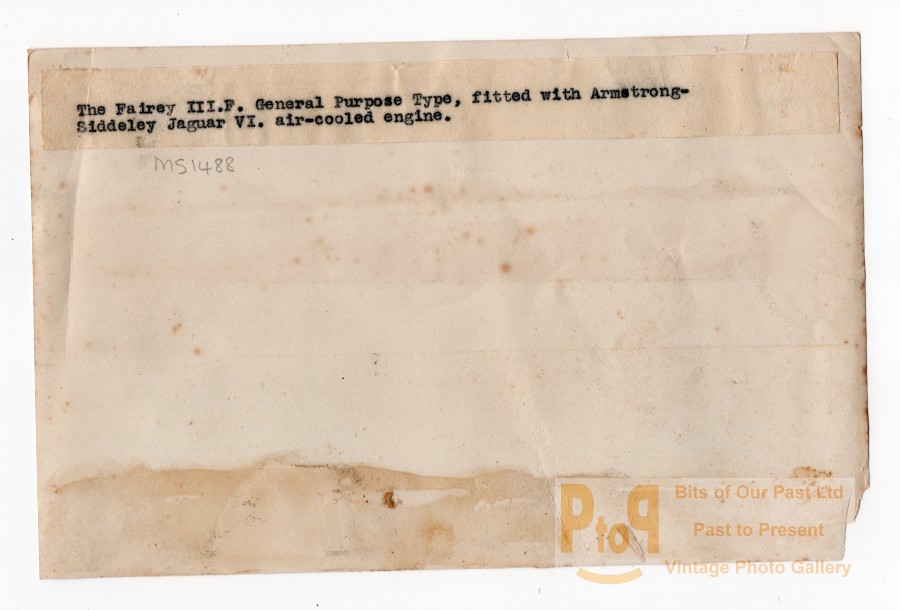 The Fairey III.F. General Purpose Type, fitted with Armstrong-
Siddeley Jaguar VI. air-cooled engine.
MS1488
PtoP
Bits of Our Past Ltd
Past to Present
Vintage Photo Gallery